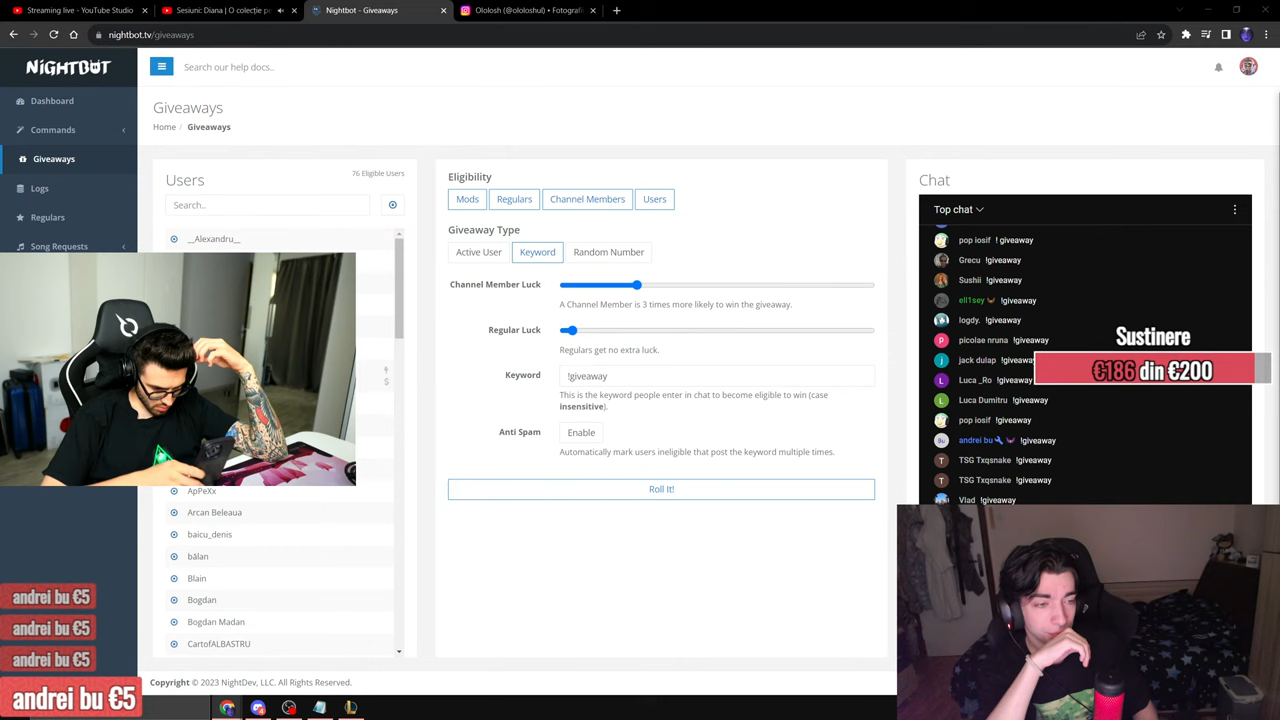 Streaming live - YouTube Studio
Sesiuni: Diana | O colecție pe
Nightbot - Giveaways
Ololosh (@ololoshul) • Fotografi
nightbot.tv/giveaways
NIGHTBOT
Search our help docs..
Dashboard
Commands
Giveaways
Logs
Regulars
Song Requests
Giveaways
Home / Giveaways
Users
76 Eligible Users
Search..
__Alexandru__
ApPeXx
Arcan Beleaua
baicu_denis
bălan
Blain
Bogdan
Bogdan Madan
CartofALBASTRU
Eligibility
Mods
Regulars
Channel Members
Users
Giveaway Type
Active User
Keyword
Random Number
Channel Member Luck
A Channel Member is 3 times more likely to win the giveaway.
Regular Luck
Regulars get no extra luck.
Keyword
!giveaway
This is the keyword people enter in chat to become eligible to win (case
insensitive).
Anti Spam
Enable
Automatically mark users ineligible that post the keyword multiple times.
Roll It!
Chat
Top chat
pop iosif ! giveaway
Grecu !giveaway
Sushii !giveaway
ell1sey !giveaway
logdy. !giveaway
picolae nruna !giveaway
jack dulap !giveaway
Luca _Ro !giveaway
Luca Dumitru !giveaway
pop iosif !giveaway
andrei bu !giveaway
TSG Txqsnake !giveaway
TSG Txqsnake !giveaway
Vlad !giveaway
Sustinere
€186 din €200
andrei bu €5
andrei bu €5
andrei bu €5
andrei bu €5
Copyright © 2023 NightDev, LLC. All Rights Reserved.